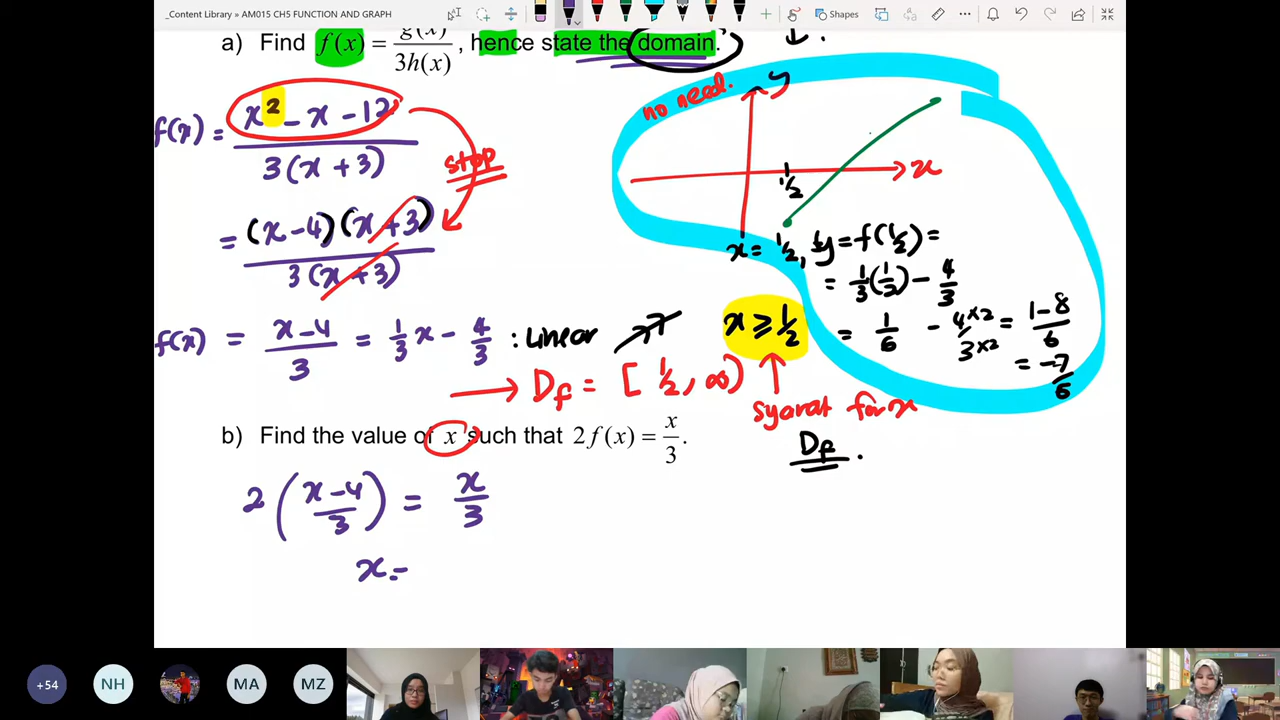 _Content Library » AM015 CH5 FUNCTION AND GRAPH
Shapes
a) Find f(x) = g(x) / 3h(x) , hence state the domain.
f(x) = x² - x - 12 / 3(x + 3)
stop
= (x-4)(x+3) / 3(x+3)
f(x) = x-4 / 3 = 1/3 x - 4/3 : Linear
x ≥ 1/2
→ Df = [1/2, ∞)
syarat for x
Df.
no need.
y
x
1/2
x = 1/2, y = f(1/2) =
= 1/3 (1/2) - 4/3
= 1/6 - 4×2 / 3×2 = 1-8 / 6
= -7/6
b) Find the value of x such that 2f(x) = x/3.
2 (x-4 / 3) = x/3
x =
+54
NH
MA
MZ